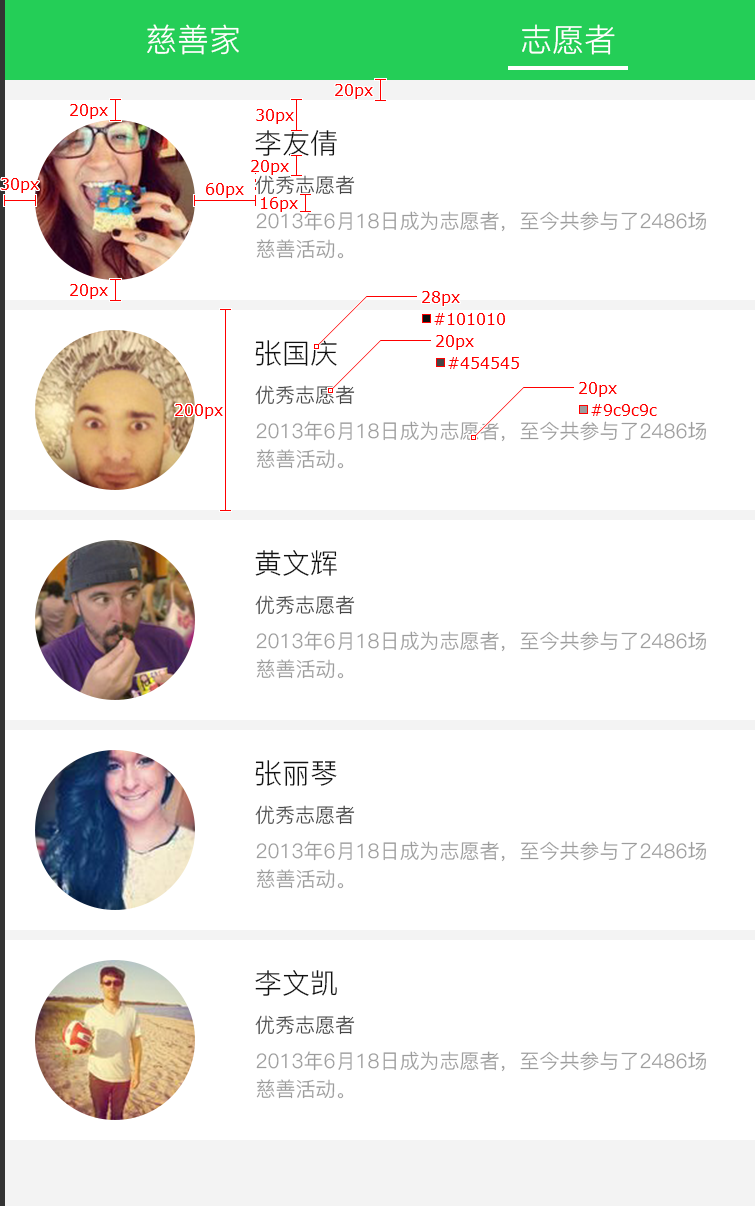 慈善家 志愿者
20px
20px
30px
李友倩
20px
30px
60px
优秀志愿者
16px
2013年6月18日成为志愿者，至今共参与了2486场
慈善活动。
20px
28px
#101010
20px
张国庆
#454545
20px
优秀志愿者
200px
#9c9c9c
2013年6月18日成为志愿者，至今共参与了2486场
慈善活动。
黄文辉
优秀志愿者
2013年6月18日成为志愿者，至今共参与了2486场
慈善活动。
张丽琴
优秀志愿者
2013年6月18日成为志愿者，至今共参与了2486场
慈善活动。
李文凯
优秀志愿者
2013年6月18日成为志愿者，至今共参与了2486场
慈善活动。